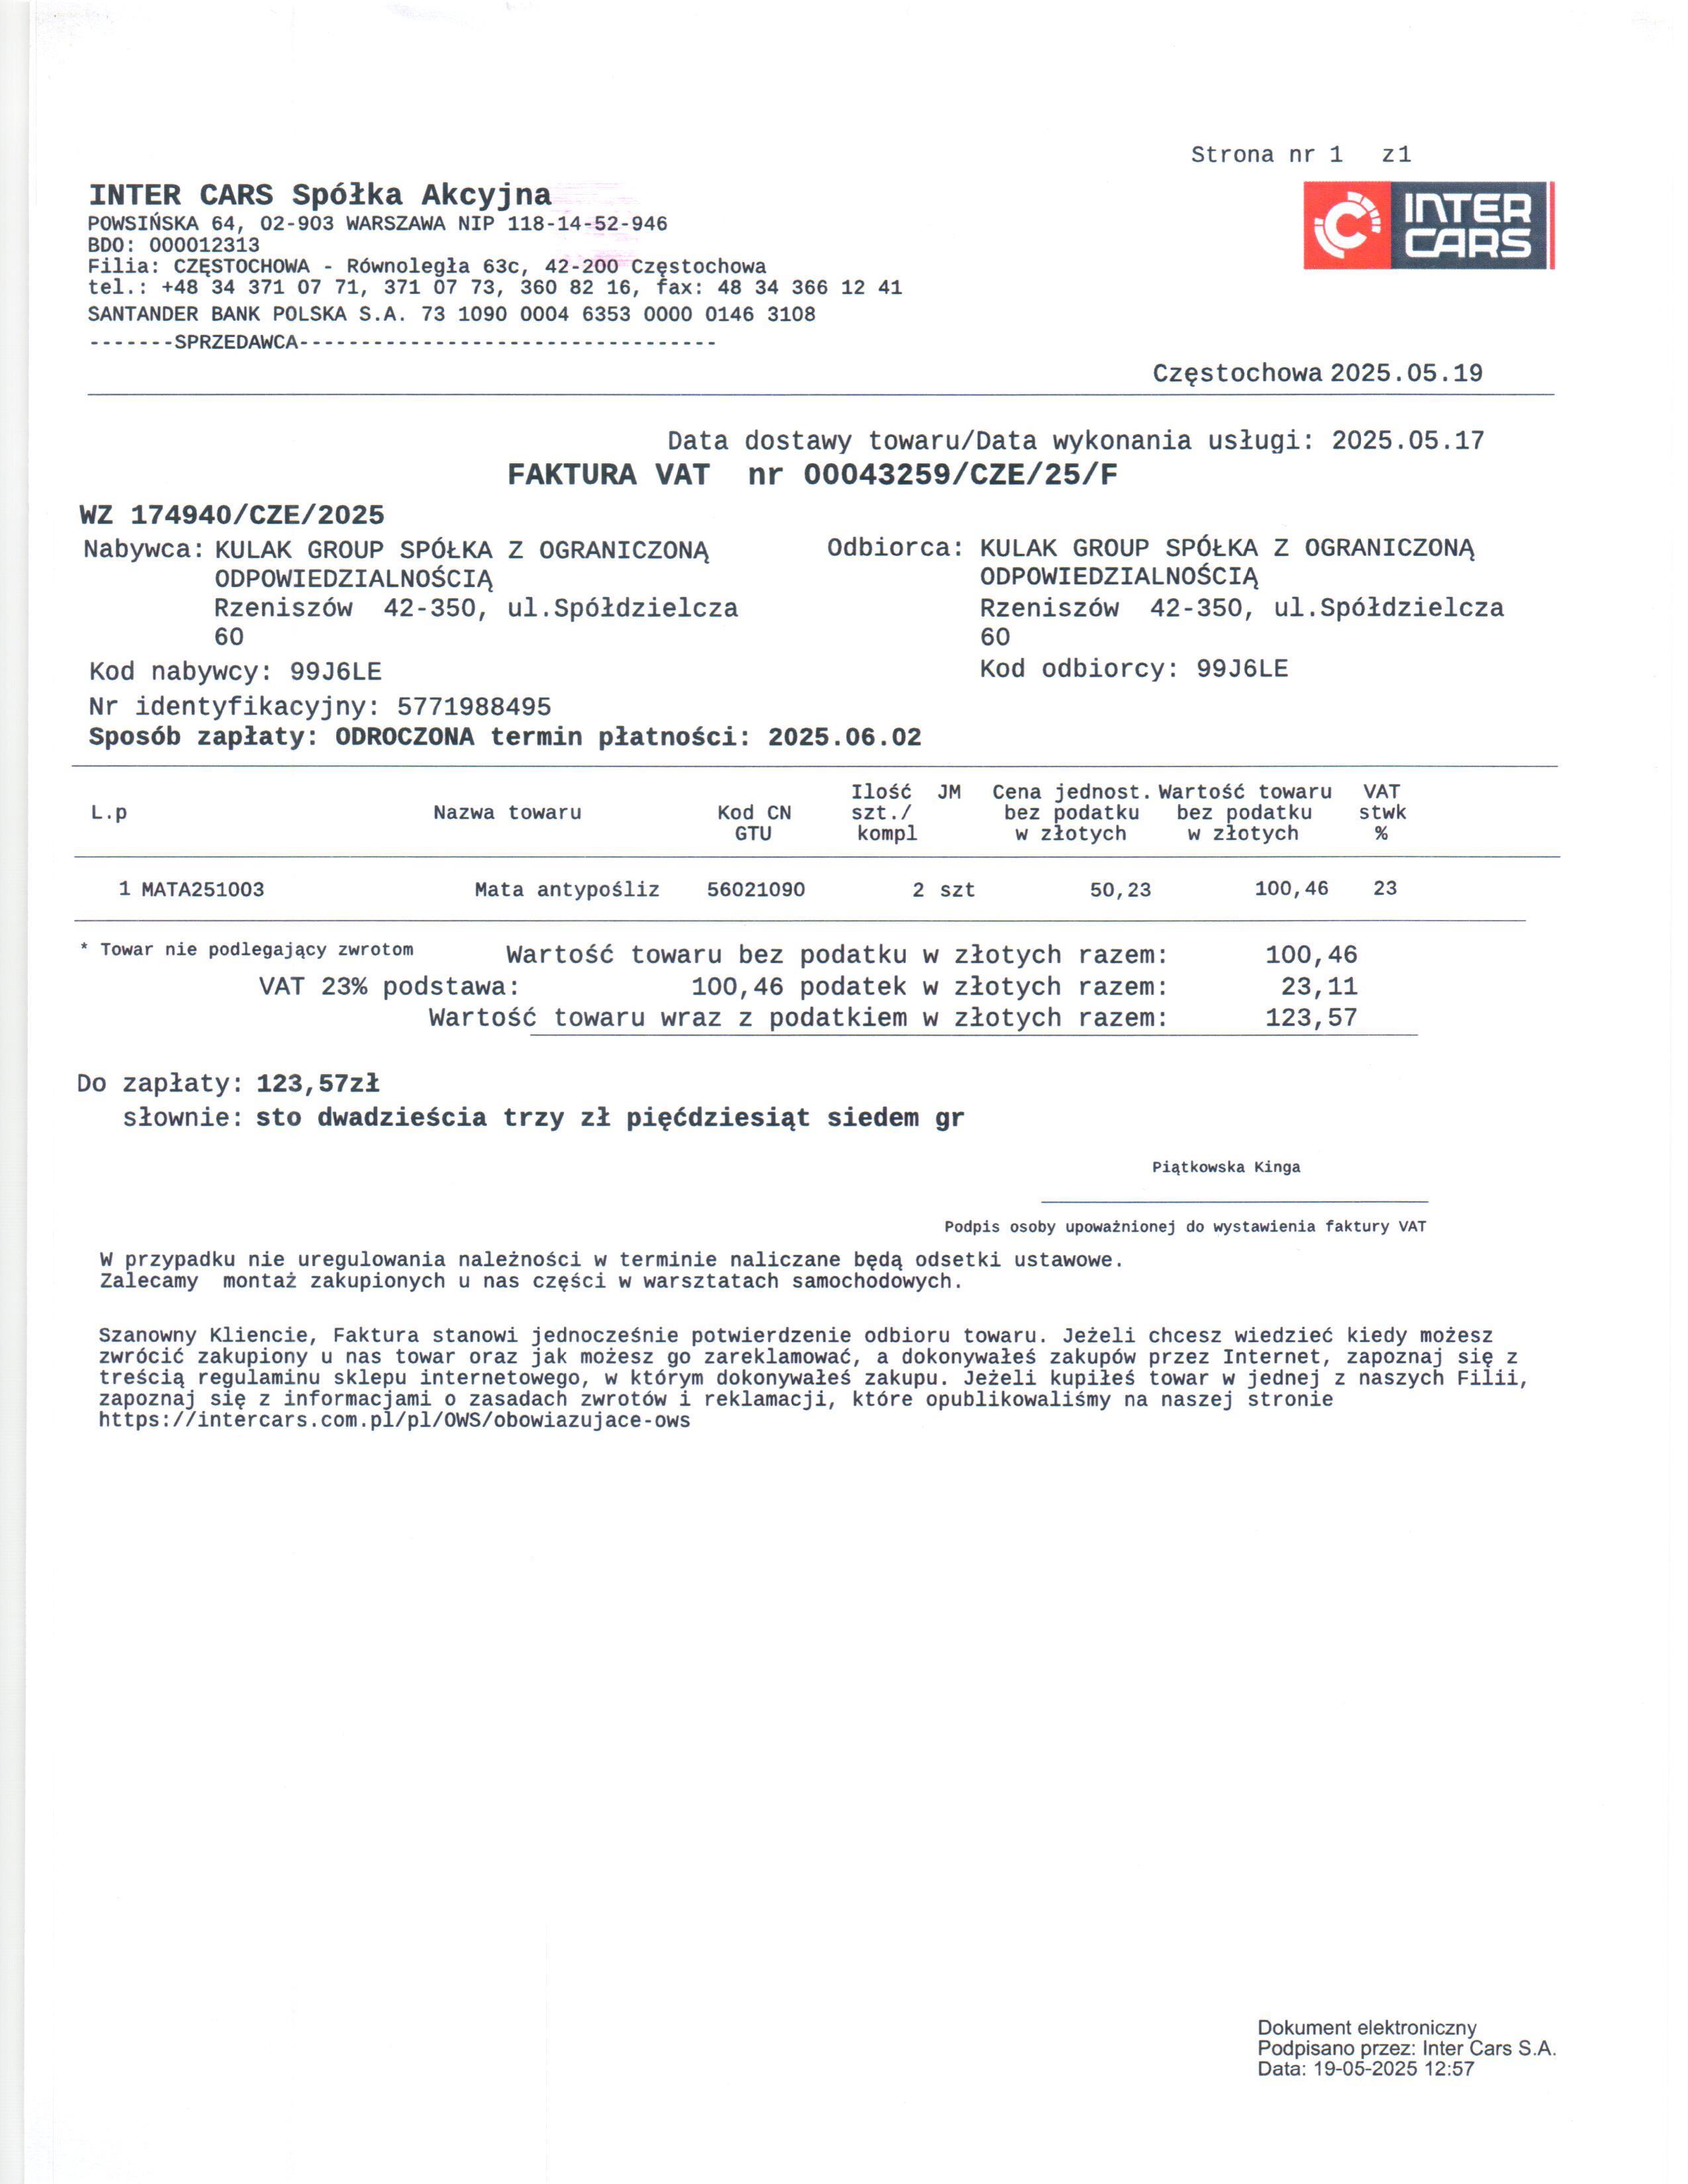 Strona nr 1 z1
INTER CARS
INTER CARS Spółka Akcyjna
POWSIŃSKA 64, 02-903 WARSZAWA NIP 118-14-52-946
BDO: 000012313
Filia: CZĘSTOCHOWA - Równoległa 63c, 42-200 Częstochowa
tel.: +48 34 371 07 71, 371 07 73, 360 82 16, fax: 48 34 366 12 41
SANTANDER BANK POLSKA S.A. 73 1090 0004 6353 0000 0146 3108
-------SPRZEDAWCA----------------------------------
Częstochowa 2025.05.19
Data dostawy towaru/Data wykonania usługi: 2025.05.17
FAKTURA VAT nr 00043259/CZE/25/F
WZ 174940/CZE/2025
Nabywca: KULAK GROUP SPÓŁKA Z OGRANICZONĄ
ODPOWIEDZIALNOŚCIĄ
Rzeniszów 42-350, ul.Spółdzielcza
60
Kod nabywcy: 99J6LE
Nr identyfikacyjny: 5771988495
Odbiorca: KULAK GROUP SPÓŁKA Z OGRANICZONĄ
ODPOWIEDZIALNOŚCIĄ
Rzeniszów 42-350, ul.Spółdzielcza
60
Kod odbiorcy: 99J6LE
Sposób zapłaty: ODROCZONA termin płatności: 2025.06.02
Ilość JM Cena jednost. Wartość towaru VAT
L.p Nazwa towaru Kod CN szt./ bez podatku bez podatku stwk
GTU kompl w złotych w złotych %
1 MATA251003 Mata antypośliz 56021090 2 szt 50,23 100,46 23
* Towar nie podlegający zwrotom Wartość towaru bez podatku w złotych razem: 100,46
VAT 23% podstawa: 100,46 podatek w złotych razem: 23,11
Wartość towaru wraz z podatkiem w złotych razem: 123,57
Do zapłaty: 123,57zł
słownie: sto dwadzieścia trzy zł pięćdziesiąt siedem gr
Piątkowska Kinga
Podpis osoby upoważnionej do wystawienia faktury VAT
W przypadku nie uregulowania należności w terminie naliczane będą odsetki ustawowe.
Zalecamy montaż zakupionych u nas części w warsztatach samochodowych.
Szanowny Kliencie, Faktura stanowi jednocześnie potwierdzenie odbioru towaru. Jeżeli chcesz wiedzieć kiedy możesz
zwrócić zakupiony u nas towar oraz jak możesz go zareklamować, a dokonywałeś zakupów przez Internet, zapoznaj się z
treścią regulaminu sklepu internetowego, w którym dokonywałeś zakupu. Jeżeli kupiłeś towar w jednej z naszych Filii,
zapoznaj się z informacjami o zasadach zwrotów i reklamacji, które opublikowaliśmy na naszej stronie
https://intercars.com.pl/pl/OWS/obowiazujace-ows
Dokument elektroniczny
Podpisano przez: Inter Cars S.A.
Data: 19-05-2025 12:57